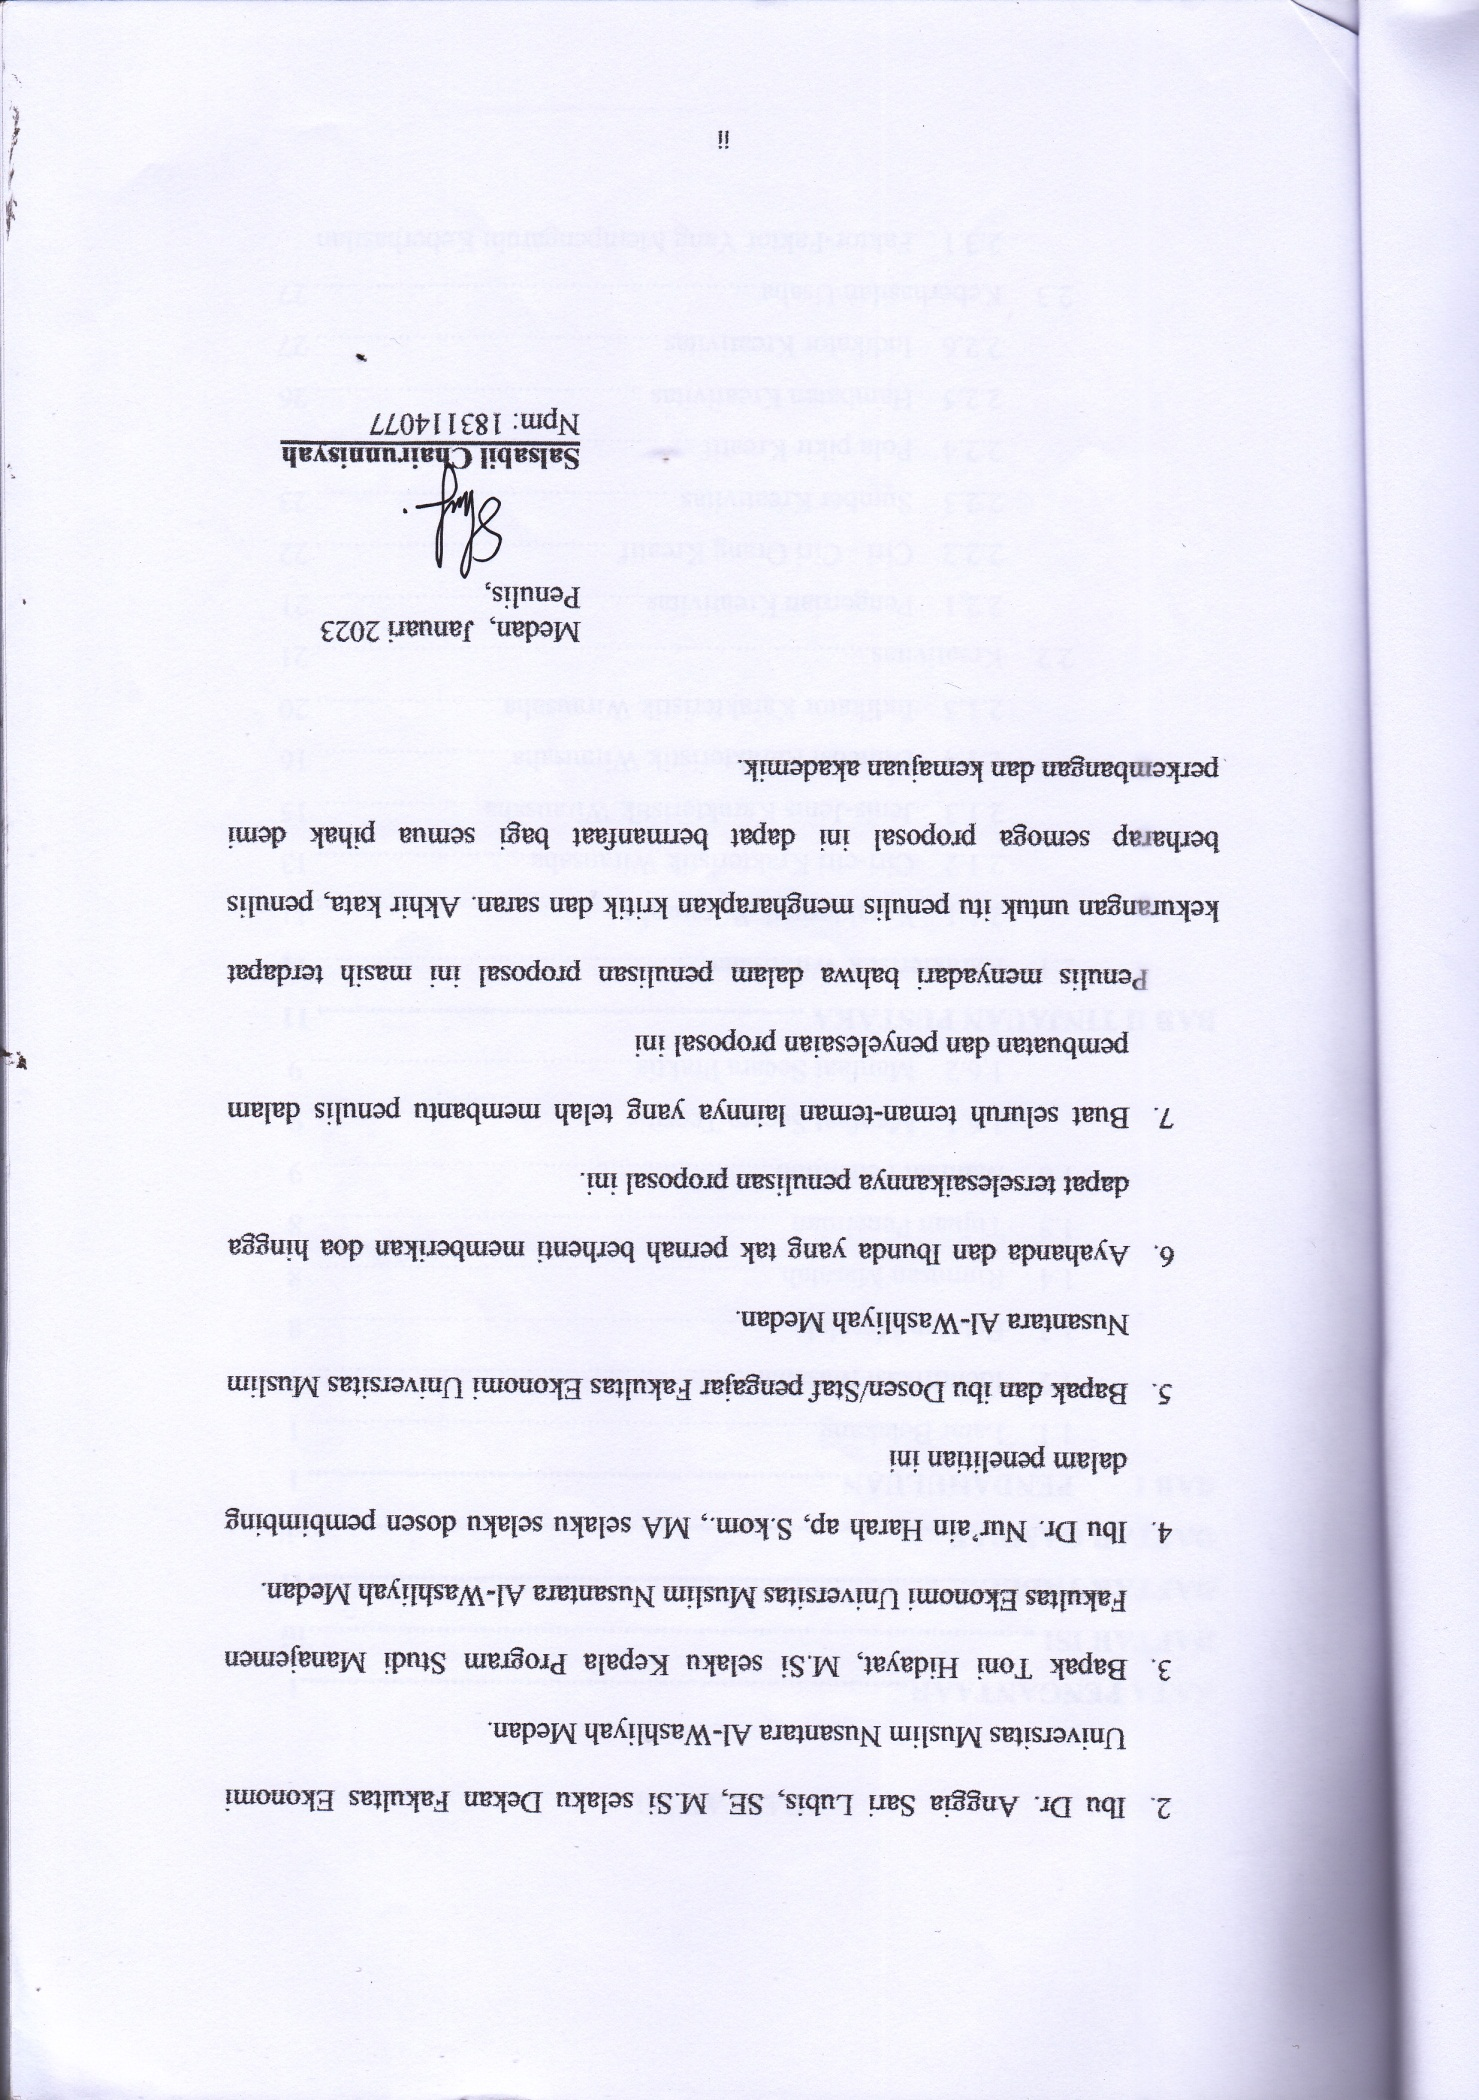 2. Ibu Dr. Anggia Sari Lubis, SE, M.Si selaku Dekan Fakultas Ekonomi
Universitas Muslim Nusantara Al-Washliyah Medan.
3. Bapak Toni Hidayat, M.Si selaku Kepala Program Studi Manajemen
Fakultas Ekonomi Universitas Muslim Nusantara Al-Washliyah Medan.
4. Ibu Dr. Nur’ain Harah ap, S.kom., MA selaku selaku dosen pembimbing
dalam penelitian ini
5. Bapak dan ibu Dosen/Staf pengajar Fakultas Ekonomi Universitas Muslim
Nusantara Al-Washliyah Medan.
6. Ayahanda dan Ibunda yang tak pernah berhenti memberikan doa hingga
dapat terselesaikannya penulisan proposal ini.
7. Buat seluruh teman-teman lainnya yang telah membantu penulis dalam
pembuatan dan penyelesaian proposal ini
Penulis menyadari bahwa dalam penulisan proposal ini masih terdapat
kekurangan untuk itu penulis mengharapkan kritik dan saran. Akhir kata, penulis
berharap semoga proposal ini dapat bermanfaat bagi semua pihak demi
perkembangan dan kemajuan akademik.
Medan, Januari 2023
Penulis,
Salsabil Chairunnisyah
Npm: 183114077
ii